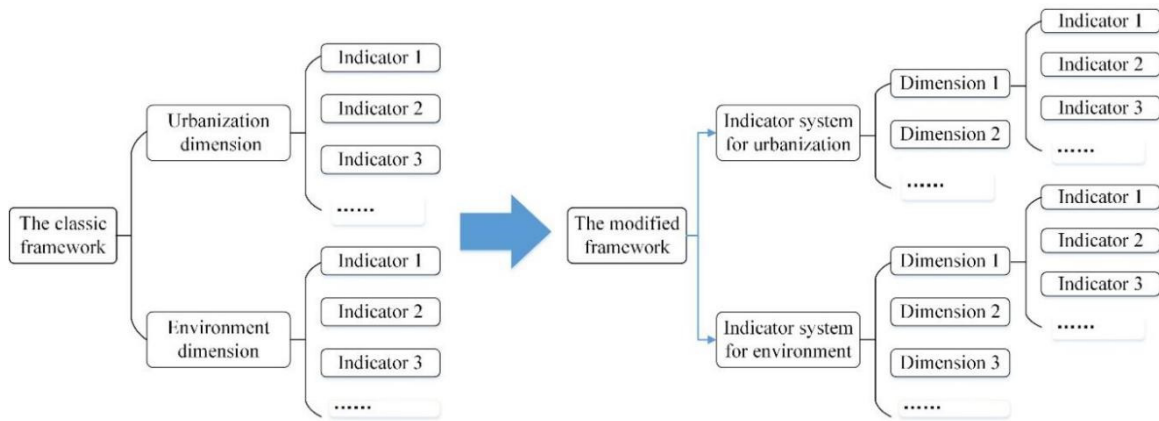 The classic
framework
Urbanization
dimension
Indicator 1
Indicator 2
Indicator 3
......
Environment
dimension
Indicator 1
Indicator 2
Indicator 3
......
The modified
framework
Indicator system
for urbanization
Dimension 1
Dimension 2
......
Indicator 1
Indicator 2
Indicator 3
......
Indicator system
for environment
Dimension 1
Dimension 2
Dimension 3
......
Indicator 1
Indicator 2
Indicator 3
......